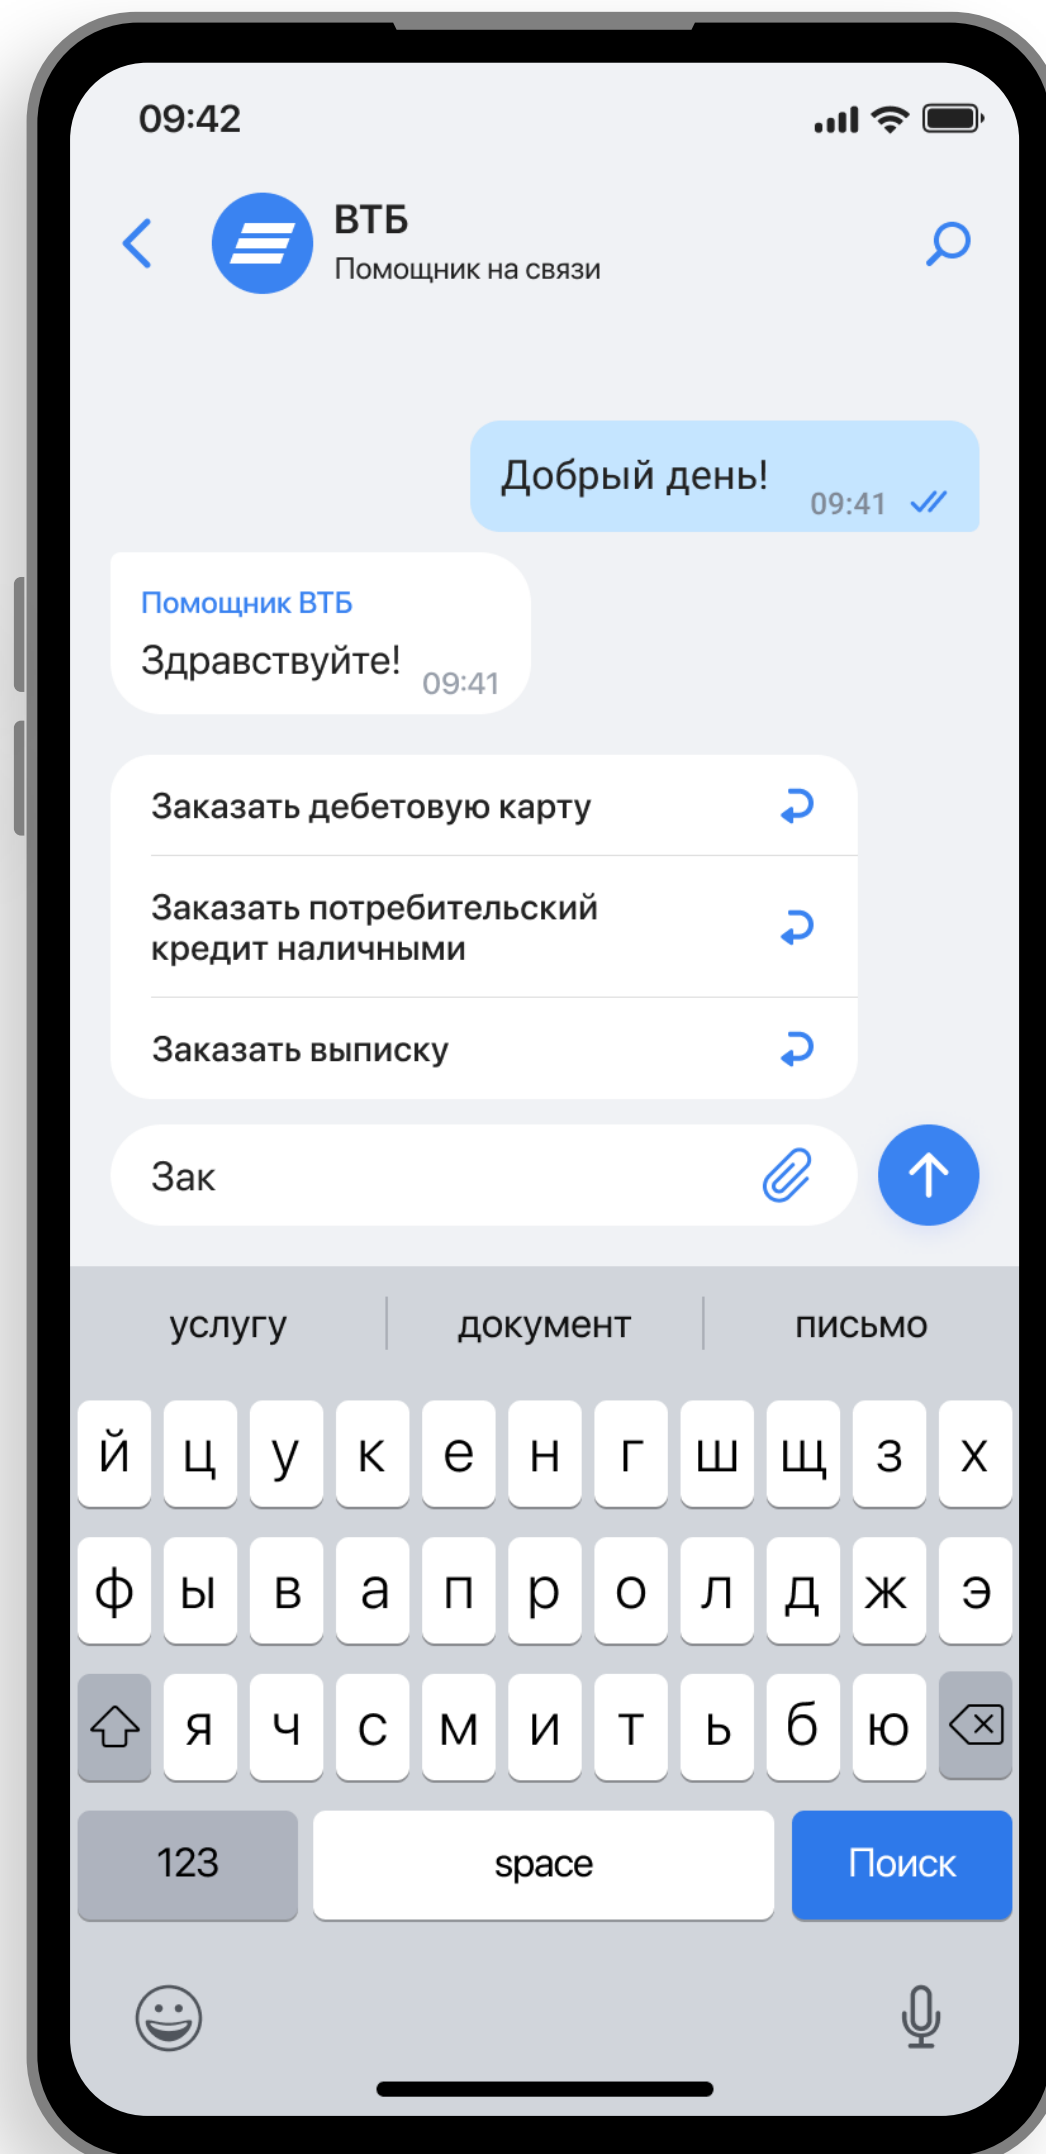 09:42
ВТБ
Помощник на связи
Добрый день!
09:41
Помощник ВТБ
Здравствуйте!
09:41
Заказать дебетовую карту
Заказать потребительский
кредит наличными
Заказать выписку
Зак
услугу документ письмо
й ц у к е н г ш щ з х
ф ы в а п р о л д ж э
я ч с м и т ь б ю
123 space Поиск